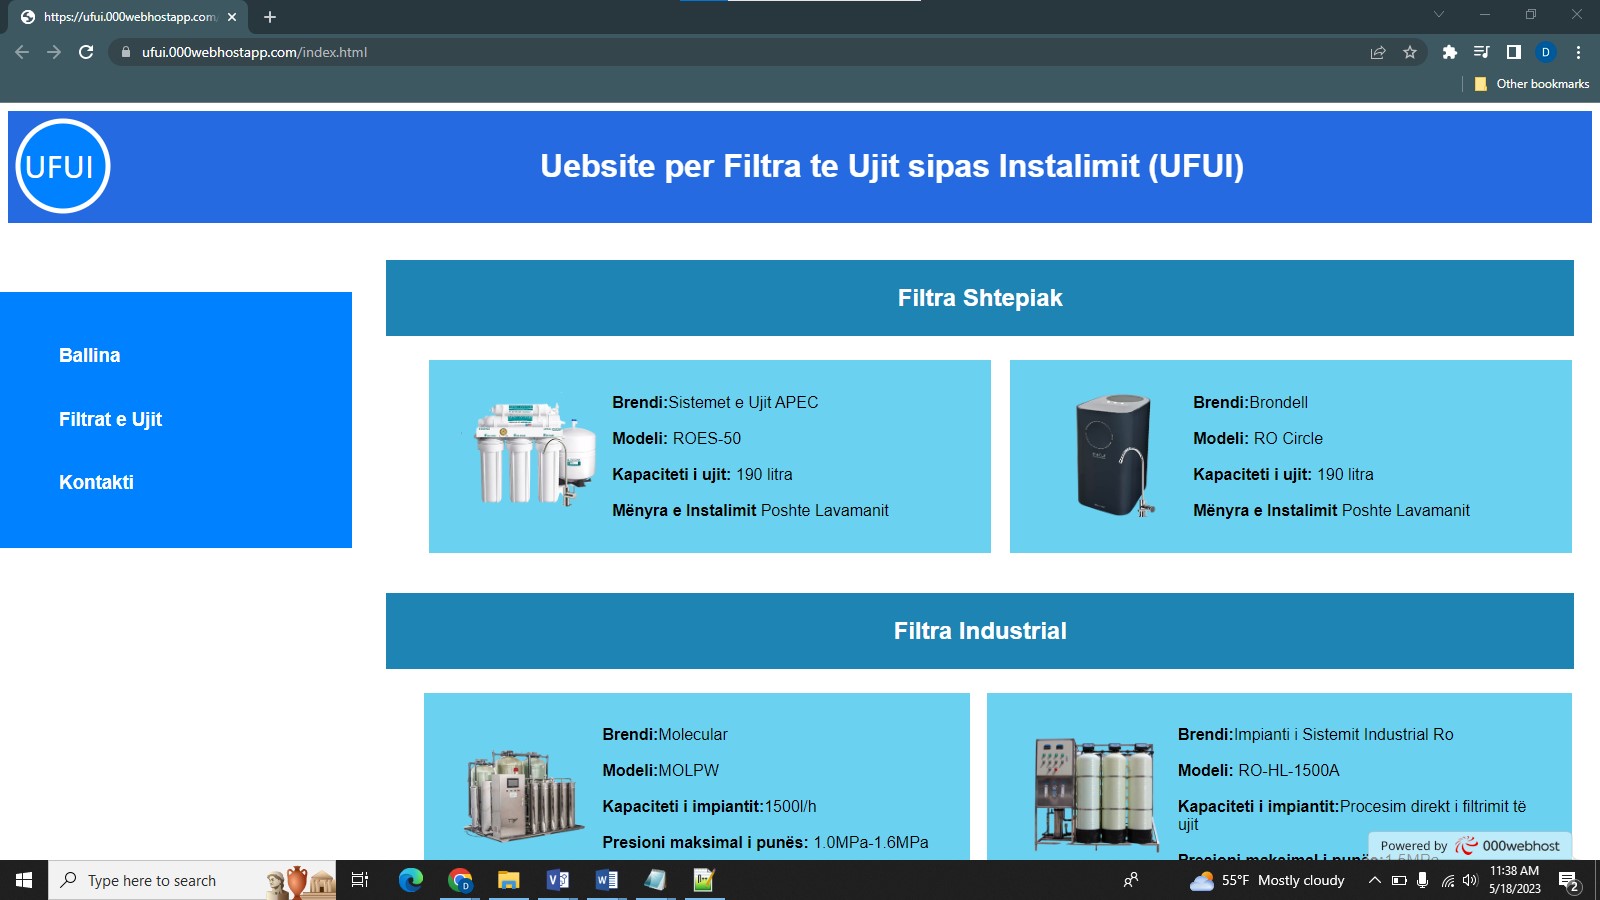 https://ufui.000webhostapp.com
ufui.000webhostapp.com/index.html
D
Other bookmarks
UFUI
Uebsite per Filtra te Ujit sipas Instalimit (UFUI)
Ballina
Filtrat e Ujit
Kontakti
Filtra Shtepiak
Brendi:Sistemet e Ujit APEC
Modeli: ROES-50
Kapaciteti i ujit: 190 litra
Mënyra e Instalimit Poshte Lavamanit
Brendi:Brondell
Modeli: RO Circle
Kapaciteti i ujit: 190 litra
Mënyra e Instalimit Poshte Lavamanit
Filtra Industrial
Brendi:Molecular
Modeli:MOLPW
Kapaciteti i impiantit:1500l/h
Presioni maksimal i punës: 1.0MPa-1.6MPa
Brendi:Impianti i Sistemit Industrial Ro
Modeli: RO-HL-1500A
Kapaciteti i impiantit:Procesim direkt i filtrimit të
ujit
Presioni maksimal i punës:1.5MPa
Powered by 000webhost
Type here to search
55°F Mostly cloudy
11:38 AM
5/18/2023
2